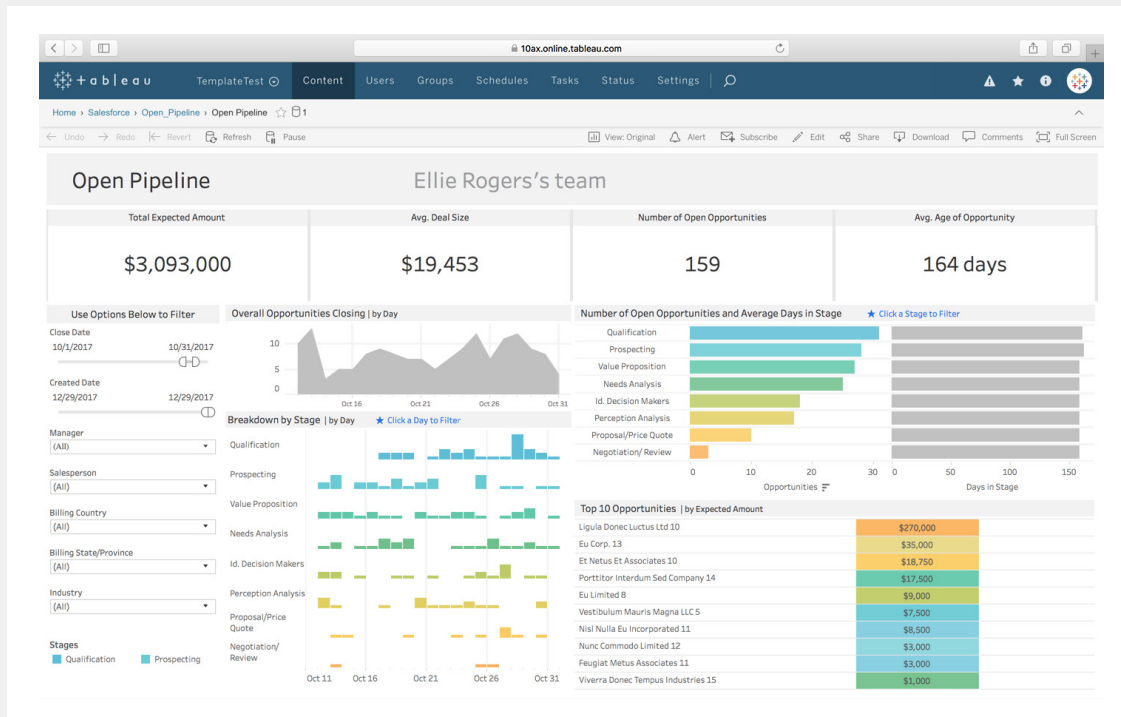 10ax.online.tableau.com
+ a b | e a u TemplateTest Content Users Groups Schedules Tasks Status Settings
Home › Salesforce › Open_Pipeline › Open Pipeline 1
Undo Redo Revert Refresh Pause View: Original Alert Subscribe Edit Share Download Comments Full Screen
Open Pipeline Ellie Rogers's team
Total Expected Amount Avg. Deal Size Number of Open Opportunities Avg. Age of Opportunity
$3,093,000 $19,453 159 164 days
Use Options Below to Filter
Close Date
10/1/2017 10/31/2017
Created Date
12/29/2017 12/29/2017
Manager
(All)
Salesperson
(All)
Billing Country
(All)
Billing State/Province
(All)
Industry
(All)
Stages
Qualification Prospecting
Overall Opportunities Closing | by Day
10
5
0
Oct 16 Oct 21 Oct 26 Oct 31
Breakdown by Stage | by Day ★ Click a Day to Filter
Qualification
Prospecting
Value Proposition
Needs Analysis
Id. Decision Makers
Perception Analysis
Proposal/Price
Quote
Negotiation/
Review
Oct 11 Oct 16 Oct 21 Oct 26 Oct 31
Number of Open Opportunities and Average Days in Stage ★ Click a Stage to Filter
Qualification
Prospecting
Value Proposition
Needs Analysis
Id. Decision Makers
Perception Analysis
Proposal/Price Quote
Negotiation/ Review
0 10 20 30 0 50 100 150
Opportunities Days in Stage
Top 10 Opportunities | by Expected Amount
Ligula Donec Luctus Ltd 10 $270,000
Eu Corp. 13 $35,000
Et Netus Et Associates 10 $18,750
Porttitor Interdum Sed Company 14 $17,500
Eu Limited 8 $9,000
Vestibulum Mauris Magna LLC 5 $7,500
Nisl Nulla Eu Incorporated 11 $8,500
Nunc Commodo Limited 12 $3,000
Feugiat Metus Associates 11 $3,000
Viverra Donec Tempus Industries 15 $1,000